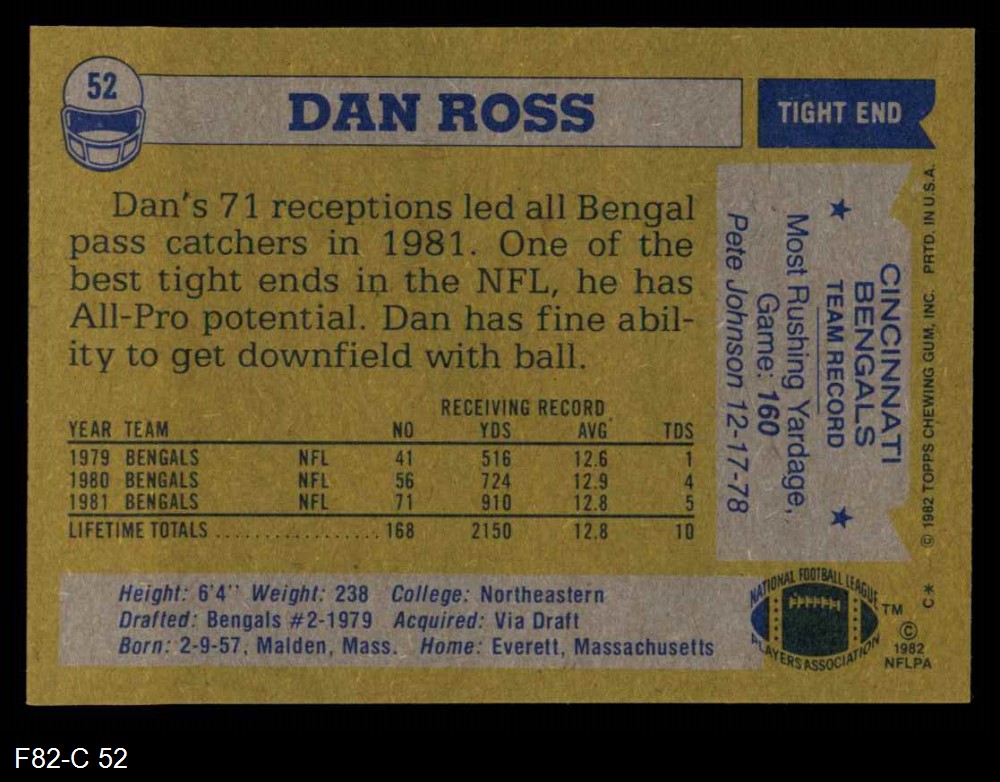 52
DAN ROSS
TIGHT END
Dan's 71 receptions led all Bengal
pass catchers in 1981. One of the
best tight ends in the NFL, he has
All-Pro potential. Dan has fine abil-
ity to get downfield with ball.
RECEIVING RECORD
YEAR TEAM NO YDS AVG TDS
1979 BENGALS NFL 41 516 12.6 1
1980 BENGALS NFL 56 724 12.9 4
1981 BENGALS NFL 71 910 12.8 5
LIFETIME TOTALS ................. 168 2150 12.8 10
Height: 6'4" Weight: 238 College: Northeastern
Drafted: Bengals #2-1979 Acquired: Via Draft
Born: 2-9-57, Malden, Mass. Home: Everett, Massachusetts
CINCINNATI
BENGALS
TEAM RECORD
Most Rushing Yardage,
Game: 160
Pete Johnson 12-17-78
© 1982 TOPPS CHEWING GUM, INC. PRTD. IN U.S.A.
C*
NATIONAL FOOTBALL LEAGUE
PLAYERS ASSOCIATION
TM
©
1982
NFLPA
F82-C 52